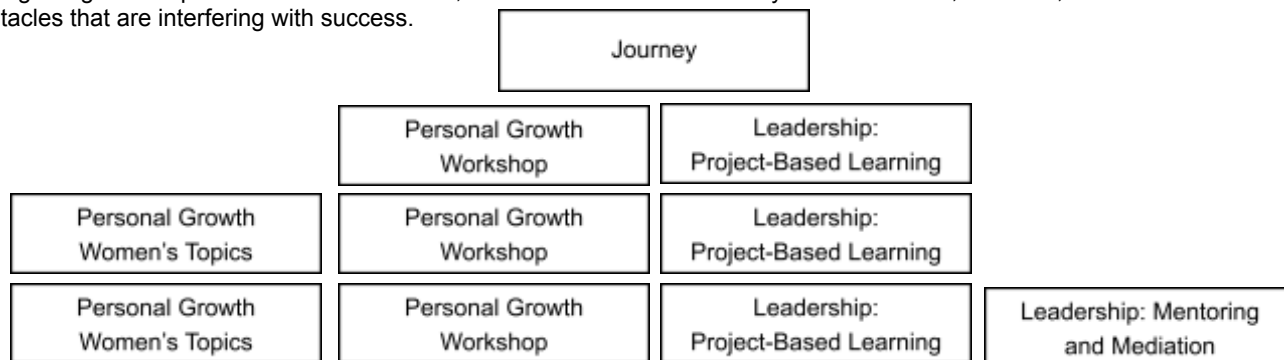 tacles that are interfering with success.
Journey
Personal Growth
Workshop
Leadership:
Project-Based Learning
Personal Growth
Women's Topics
Personal Growth
Workshop
Leadership:
Project-Based Learning
Personal Growth
Women's Topics
Personal Growth
Workshop
Leadership:
Project-Based Learning
Leadership: Mentoring
and Mediation